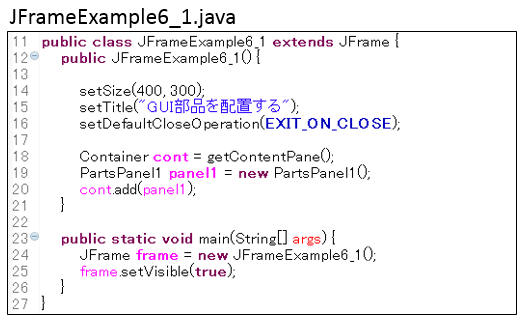 JFrameExample6_1.java
11 public class JFrameExample6_1 extends JFrame {
12 public JFrameExample6_1() {
13
14 setSize(400, 300);
15 setTitle("GUI部品を配置する");
16 setDefaultCloseOperation(EXIT_ON_CLOSE);
17
18 Container cont = getContentPane();
19 PartsPanel1 panel1 = new PartsPanel1();
20 cont.add(panel1);
21 }
22
23 public static void main(String[] args) {
24 JFrame frame = new JFrameExample6_1();
25 frame.setVisible(true);
26 }
27 }